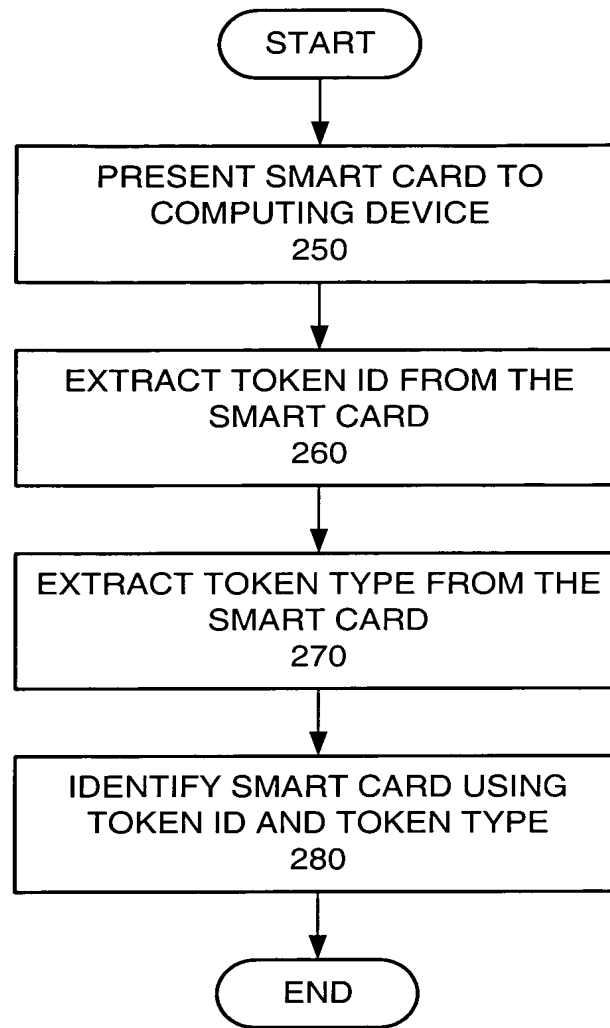 START
PRESENT SMART CARD TO
COMPUTING DEVICE
250
EXTRACT TOKEN ID FROM THE
SMART CARD
260
EXTRACT TOKEN TYPE FROM THE
SMART CARD
270
IDENTIFY SMART CARD USING
TOKEN ID AND TOKEN TYPE
280
END